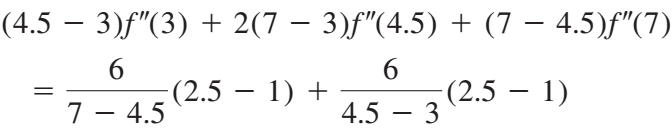 (4.5 − 3)f″(3) + 2(7 − 3)f″(4.5) + (7 − 4.5)f″(7)
= 6/(7 − 4.5) (2.5 − 1) + 6/(4.5 − 3) (2.5 − 1)